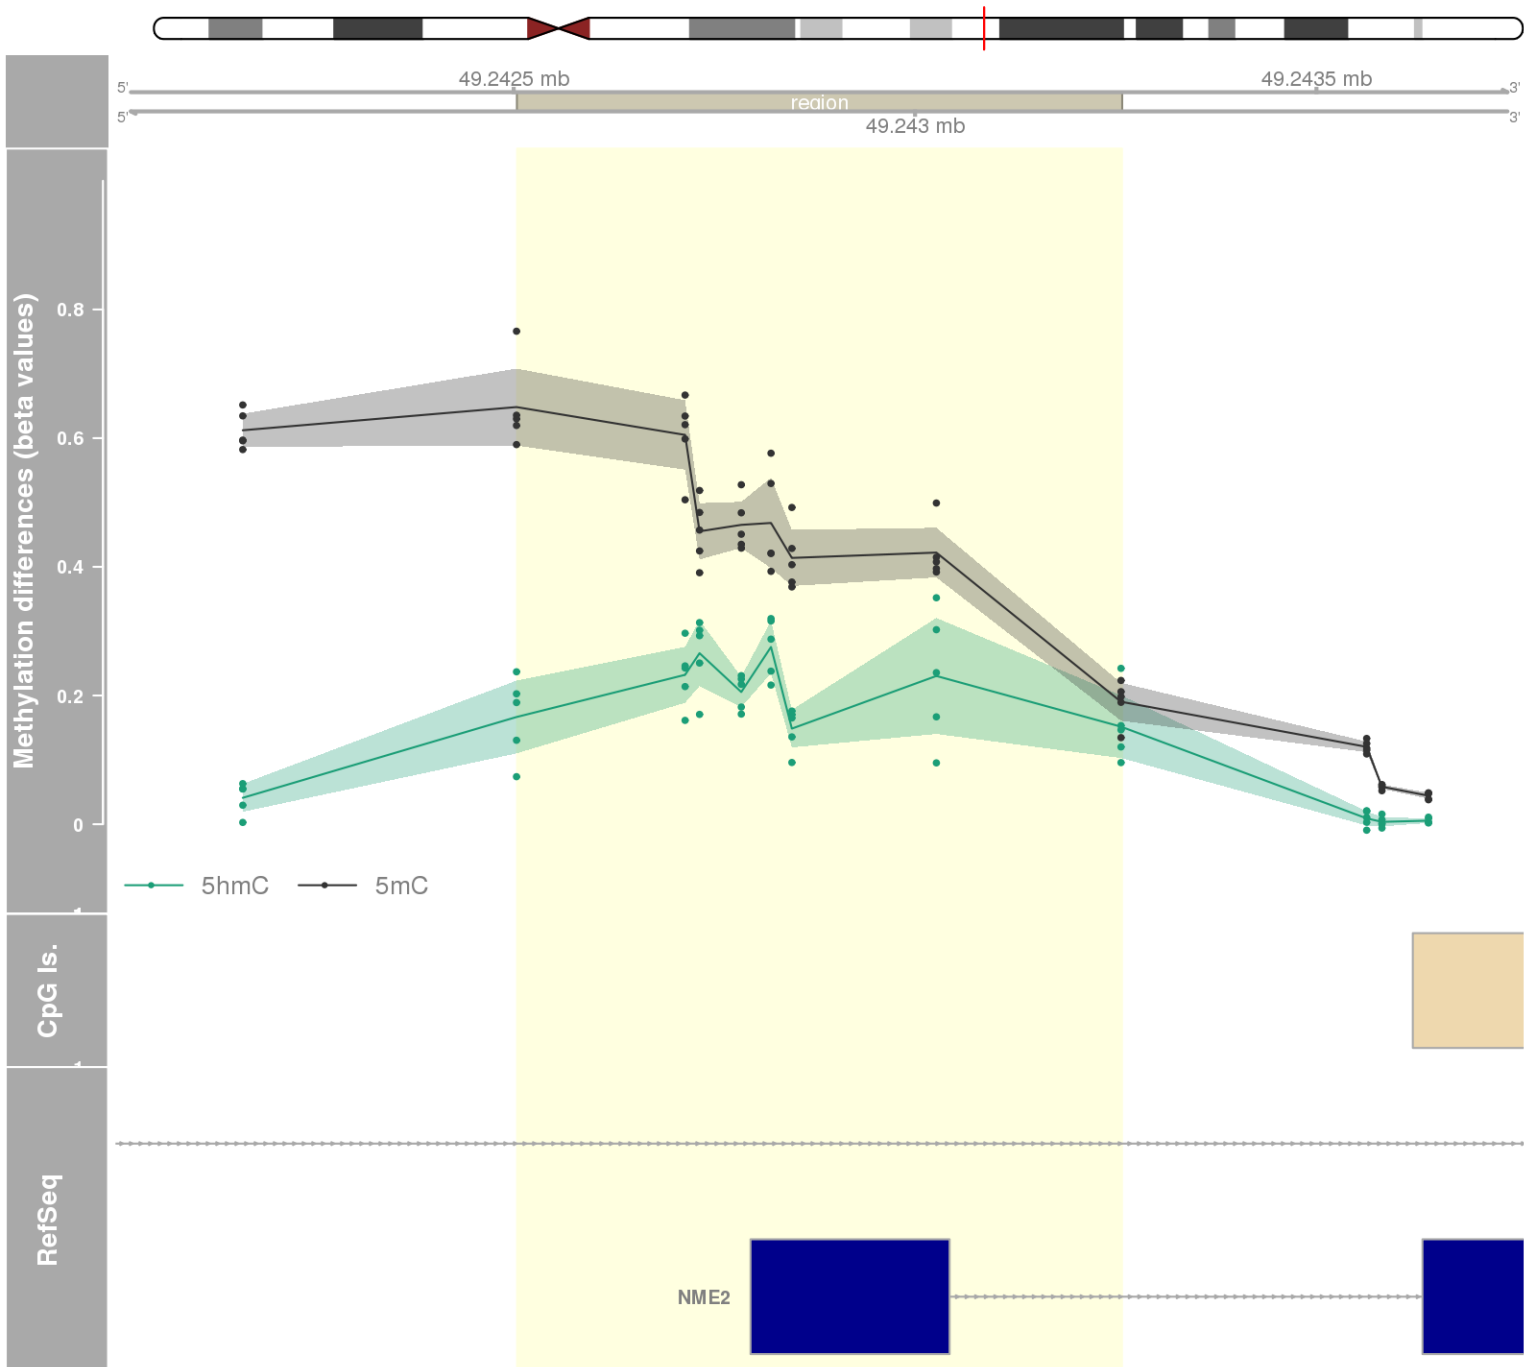 49.2425 mb
49.2435 mb
5'
3'
region
5'
3'
49.243 mb
Methylation differences (beta values)
0.8
0.6
0.4
0.2
0
5hmC
5mC
CpG Is.
RefSeq
NME2